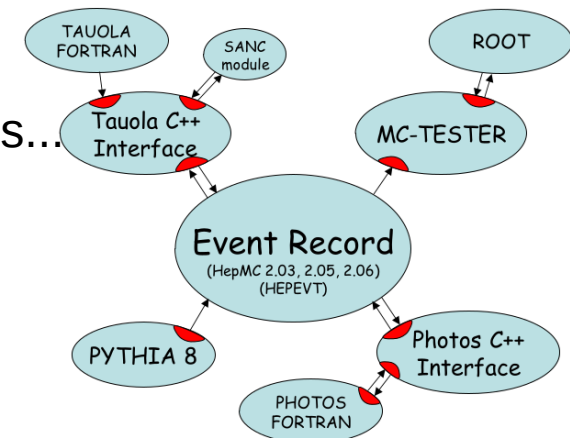 TAUOLA
FORTRAN
SANC
module
ROOT
s...
Tauola C++
Interface
MC-TESTER
Event Record
(HepMC 2.03, 2.05, 2.06)
(HEPEVT)
PYTHIA 8
Photos C++
Interface
PHOTOS
FORTRAN